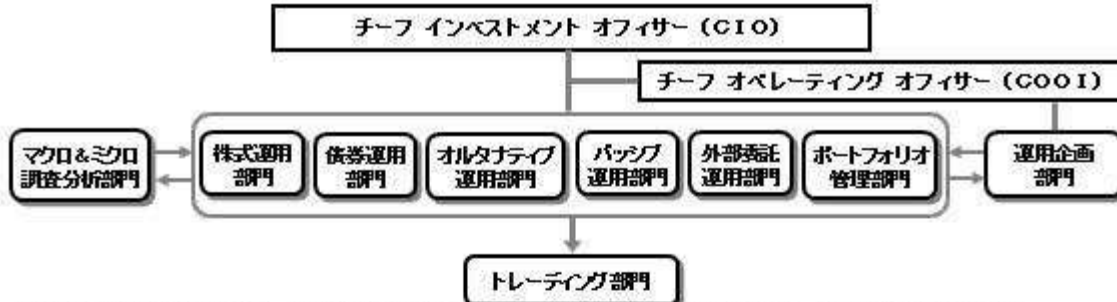 チーフ インベストメント オフィサー (CIO)
チーフ オペレーティング オフィサー (COOI)
マクロ&ミクロ
調査分析部門
株式運用
部門
債券運用
部門
オルタナティブ
運用部門
パッシブ
運用部門
外部委託
運用部門
ポートフォリオ
管理部門
運用企画
部門
トレーディング部門